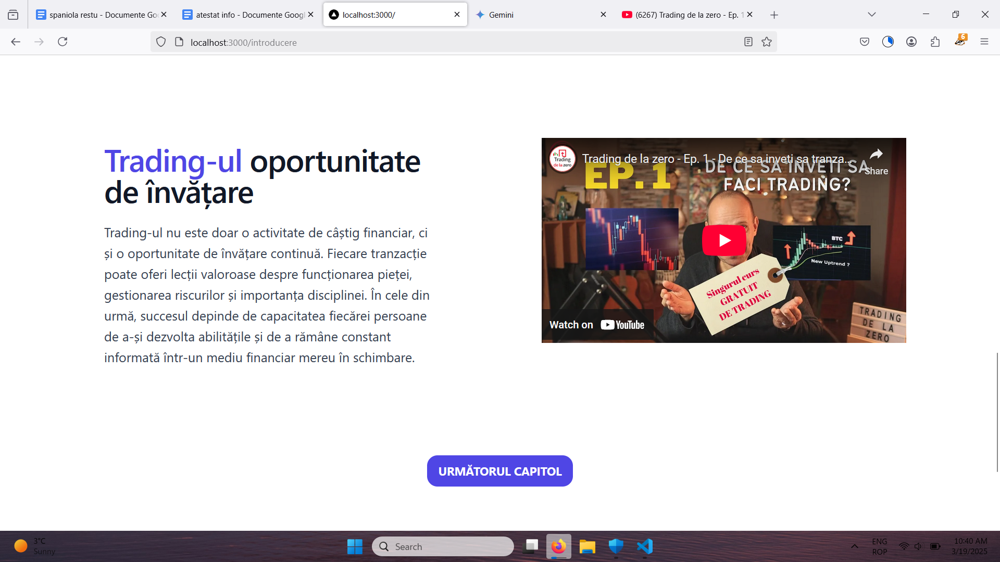 spaniola restu - Documente Go
atestat info - Documente Googl
localhost:3000/
Gemini
(6267) Trading de la zero - Ep. 1
localhost:3000/introducere
6
Trading-ul oportunitate
de învățare
Trading-ul nu este doar o activitate de câștig financiar, ci
și o oportunitate de învățare continuă. Fiecare tranzacție
poate oferi lecții valoroase despre funcționarea pieței,
gestionarea riscurilor și importanța disciplinei. În cele din
urmă, succesul depinde de capacitatea fiecărei persoane
de a-și dezvolta abilitățile și de a rămâne constant
informată într-un mediu financiar mereu în schimbare.
Trading
de la zero
Trading de la zero - Ep. 1 - De ce sa inveti sa tranza...
Share
EP. 1
DE CE SA INVETI SA
FACI TRADING?
BTC
New Uptrend ?
Singurul curs
GRATUIT
DE TRADING
TRADING
DE LA
ZERO
Watch on YouTube
URMĂTORUL CAPITOL
3°C
Sunny
Search
ENG
ROP
10:40 AM
3/19/2025